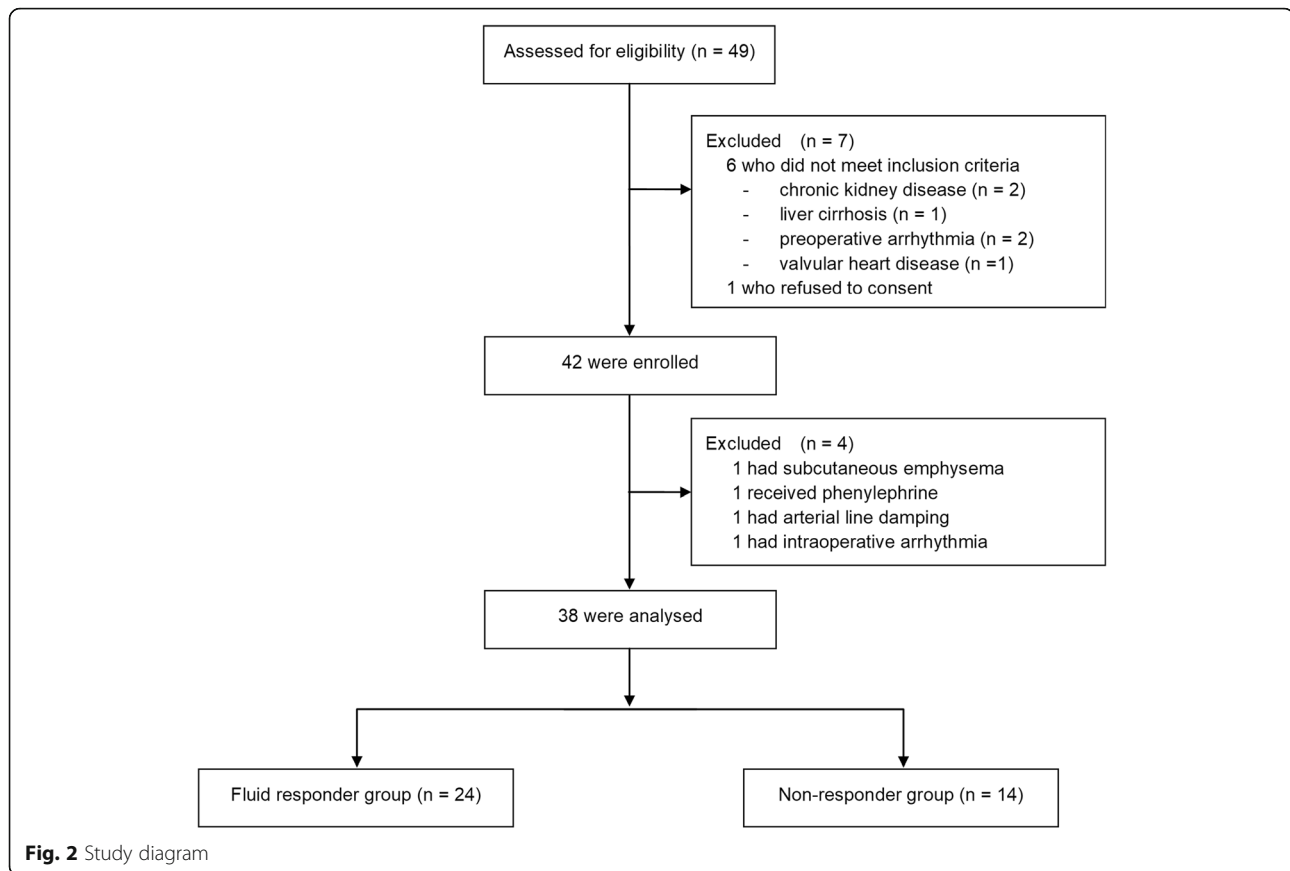 Assessed for eligibility (n = 49)
Excluded (n = 7)
6 who did not meet inclusion criteria
- chronic kidney disease (n = 2)
- liver cirrhosis (n = 1)
- preoperative arrhythmia (n = 2)
- valvular heart disease (n =1)
1 who refused to consent
42 were enrolled
Excluded (n = 4)
1 had subcutaneous emphysema
1 received phenylephrine
1 had arterial line damping
1 had intraoperative arrhythmia
38 were analysed
Fluid responder group (n = 24)
Non-responder group (n = 14)
Fig. 2 Study diagram